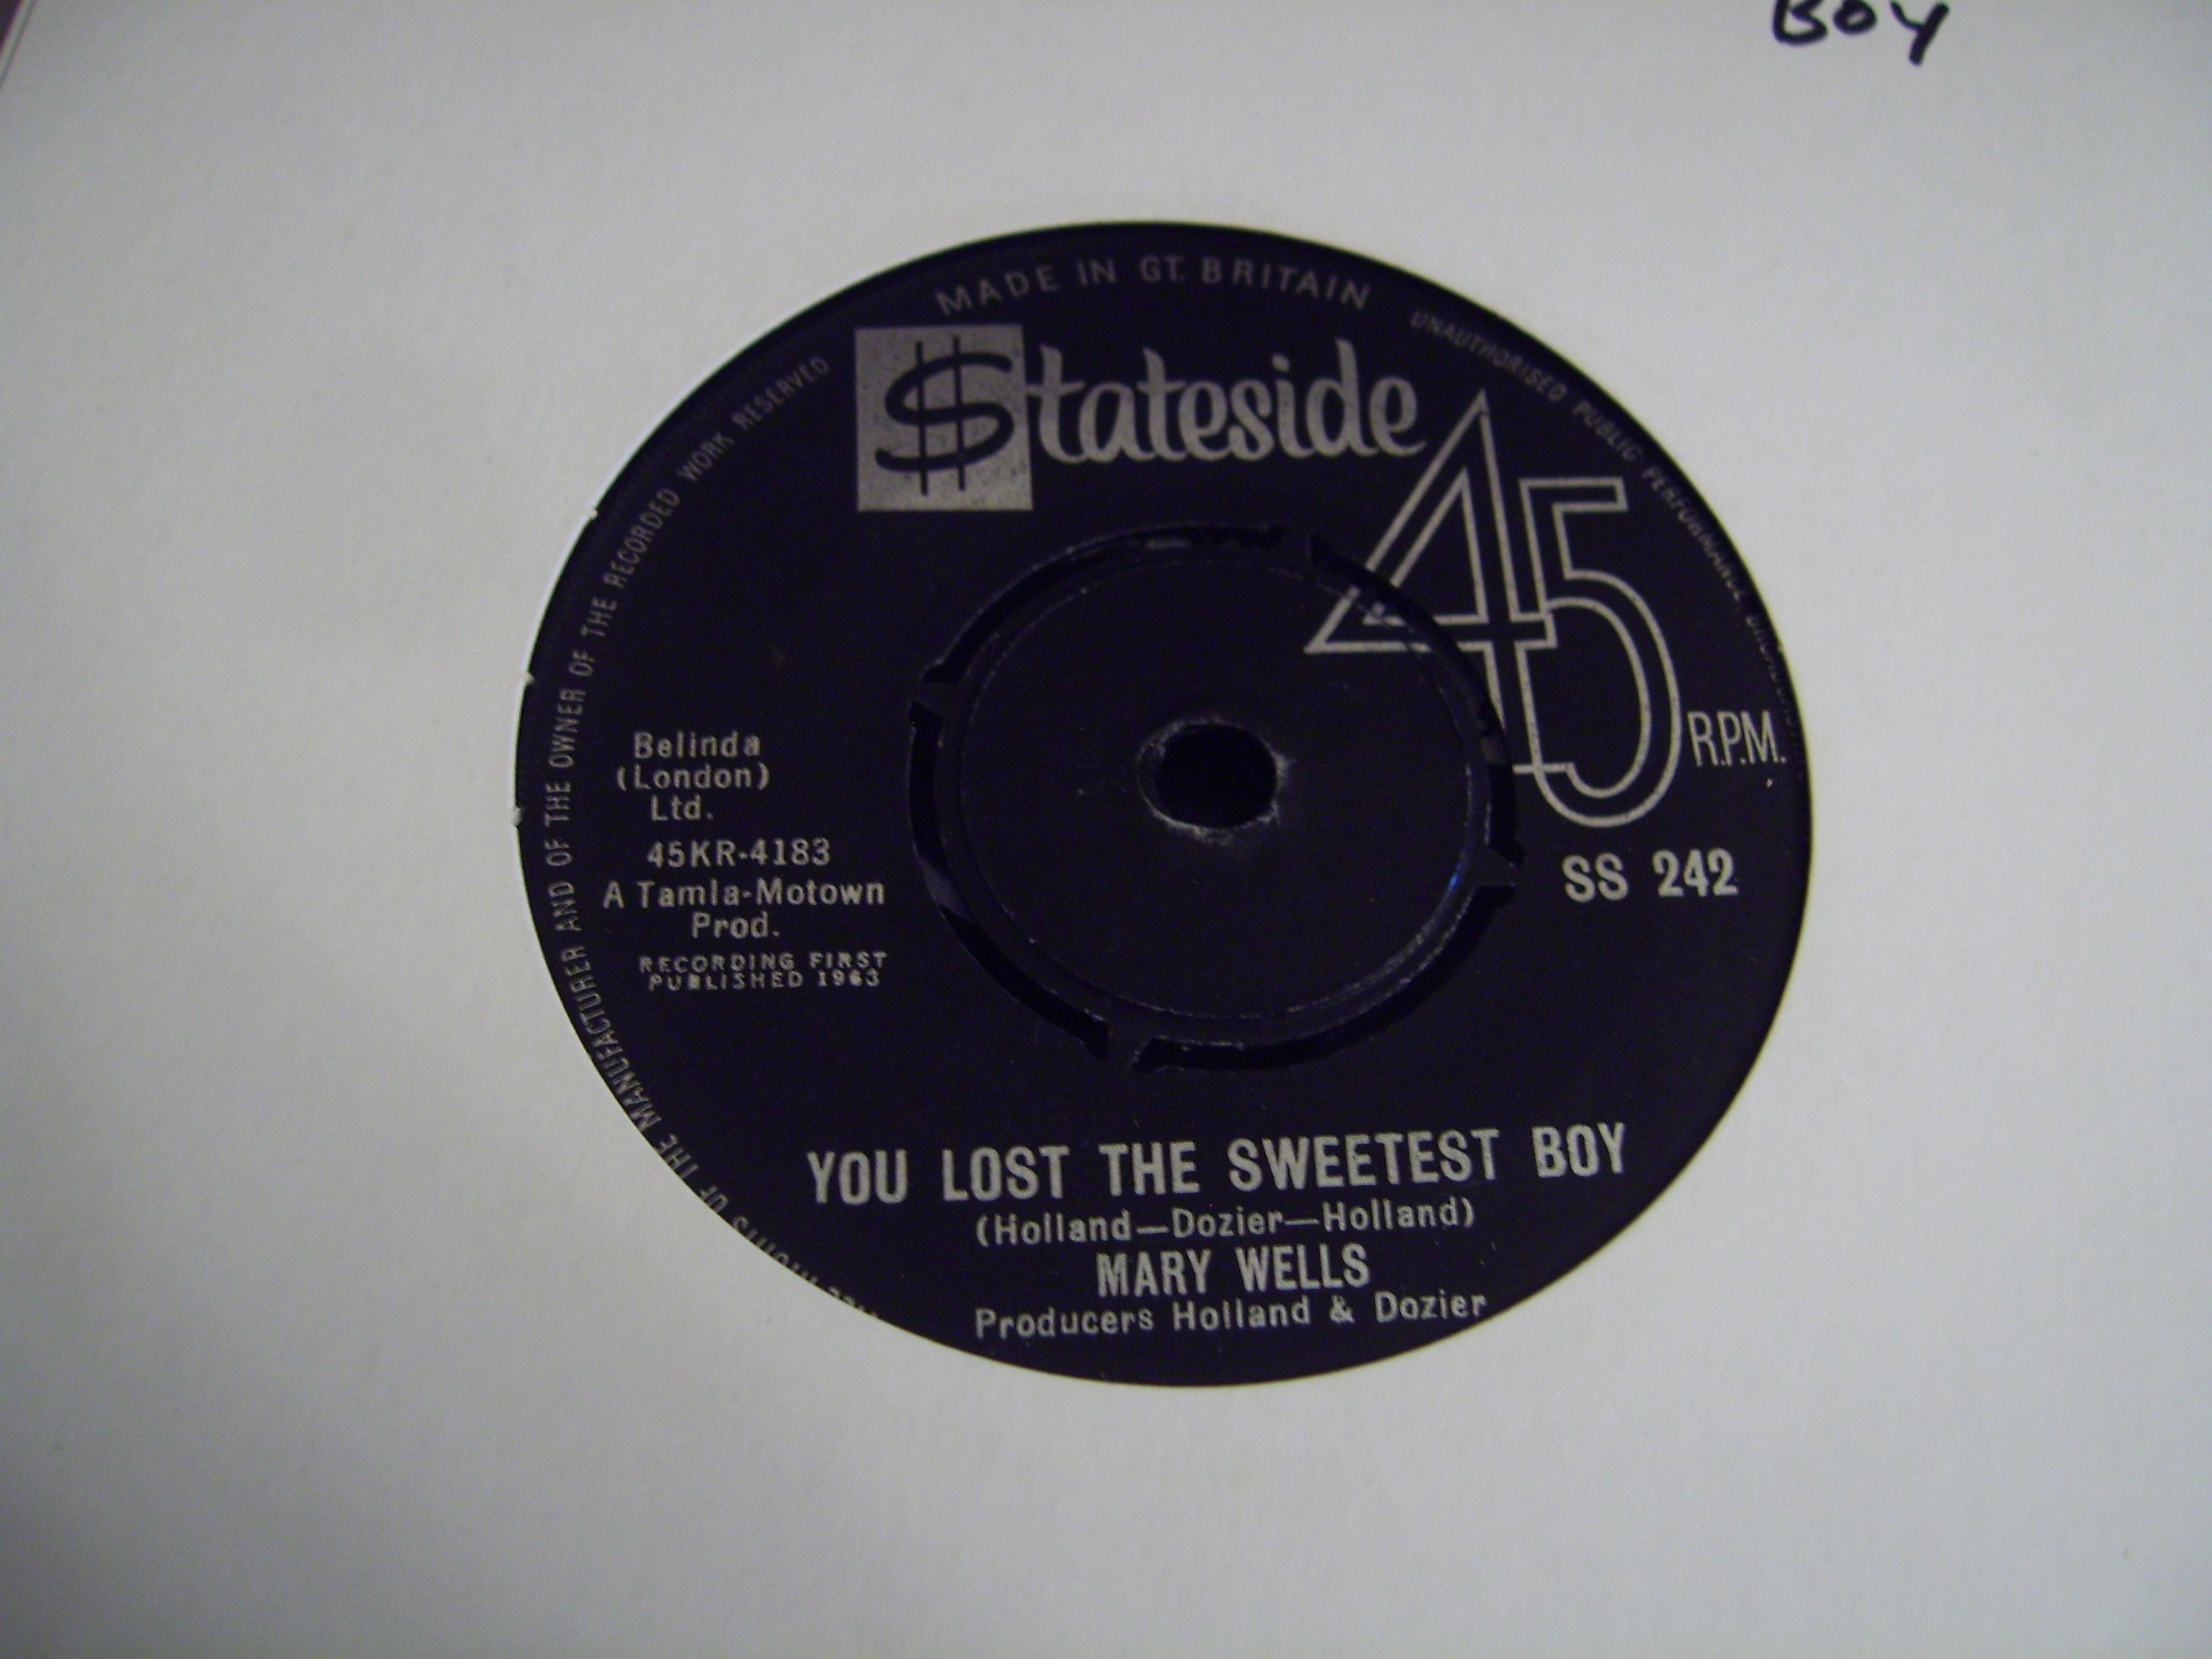 BOY
MADE IN GT. BRITAIN
UNAUTHORISED PUBLIC PERFORMANCE
OF THE MANUFACTURER AND OF THE OWNER OF THE RECORDED WORK RESERVED
Stateside
45
R.P.M.
Belinda
(London)
Ltd.
45KR-4183
A Tamla-Motown
Prod.
RECORDING FIRST
PUBLISHED 1963
SS 242
YOU LOST THE SWEETEST BOY
(Holland—Dozier—Holland)
MARY WELLS
Producers Holland & Dozier